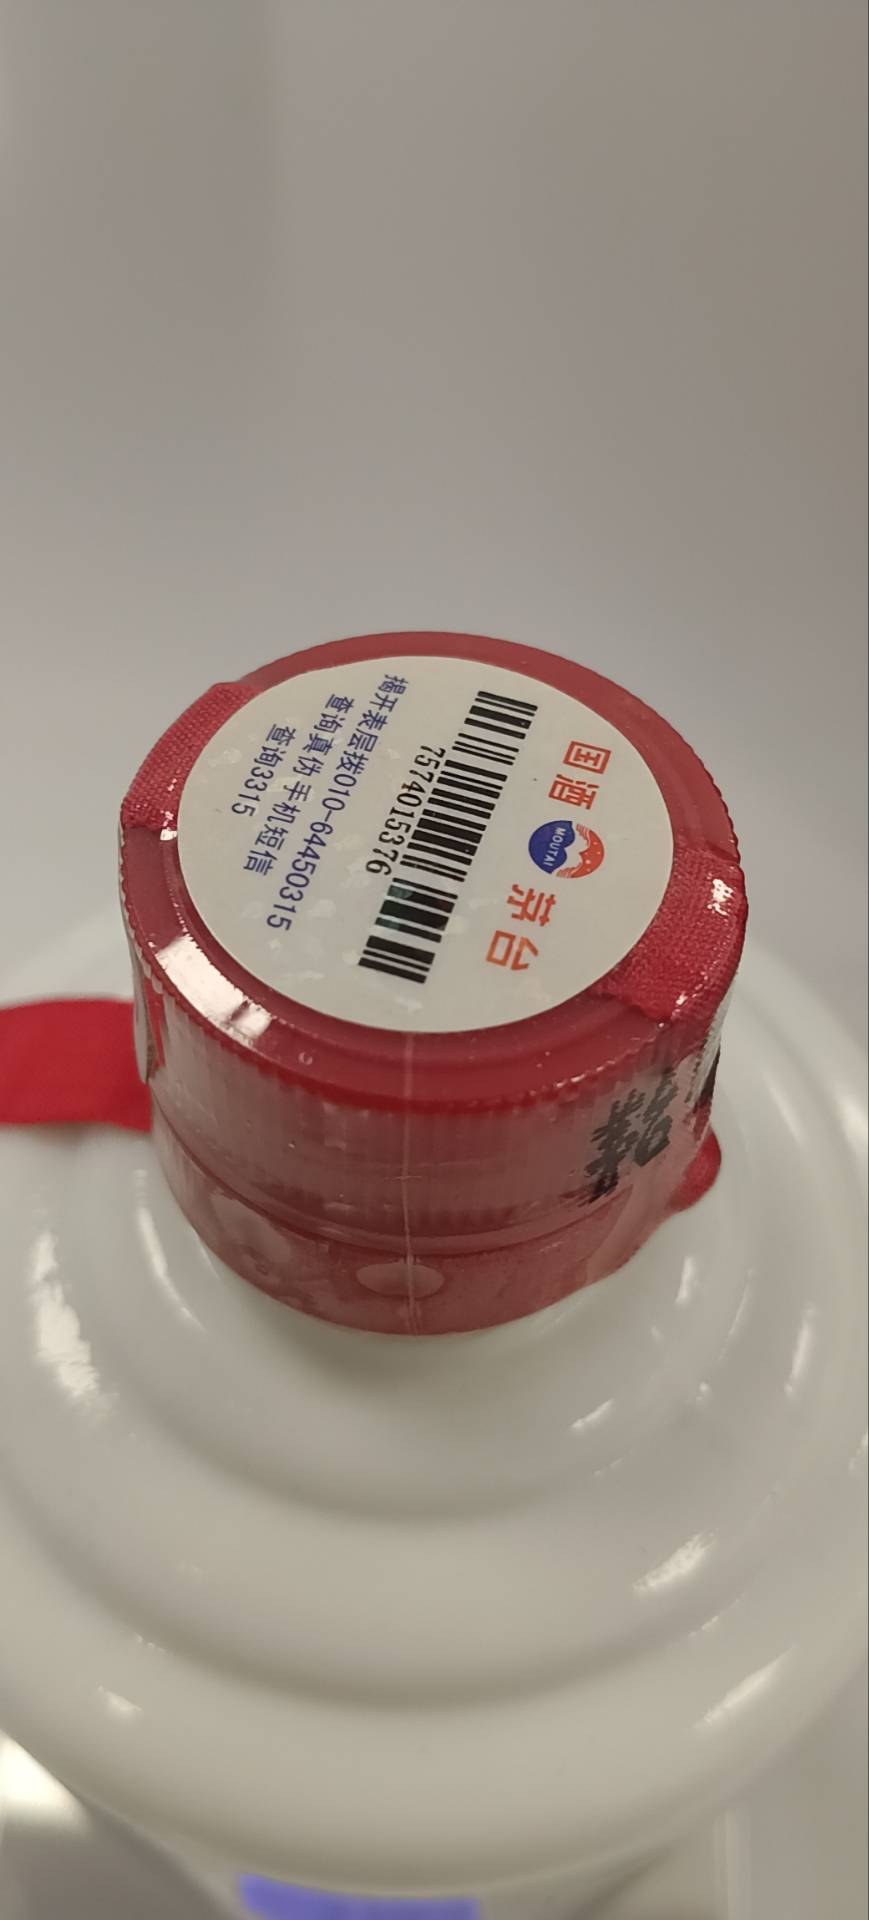 国酒 MOUTAI 茅台
7574015376
揭开表层拨010-64450315
查询真伪 手机短信
查询3315